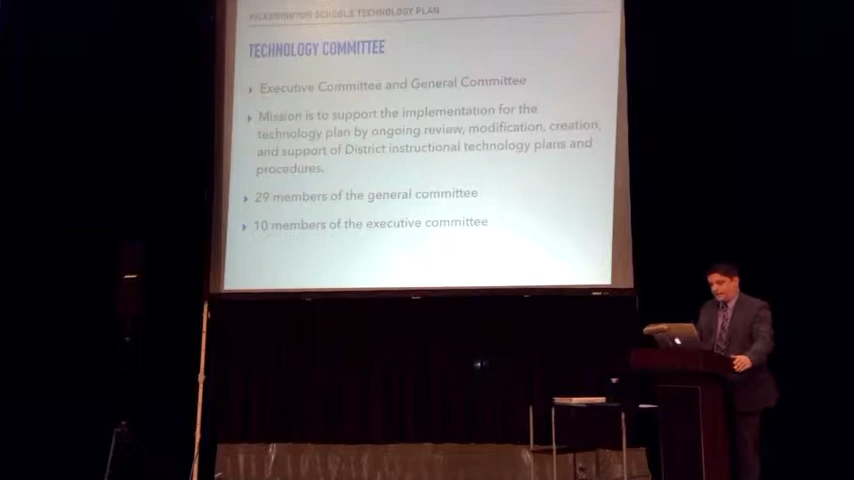 PICKERINGTON SCHOOLS TECHNOLOGY PLAN
TECHNOLOGY COMMITTEE
Executive Committee and General Committee
Mission is to support the implementation for the
technology plan by ongoing review, modification, creation,
and support of District instructional technology plans and
procedures.
29 members of the general committee
10 members of the executive committee